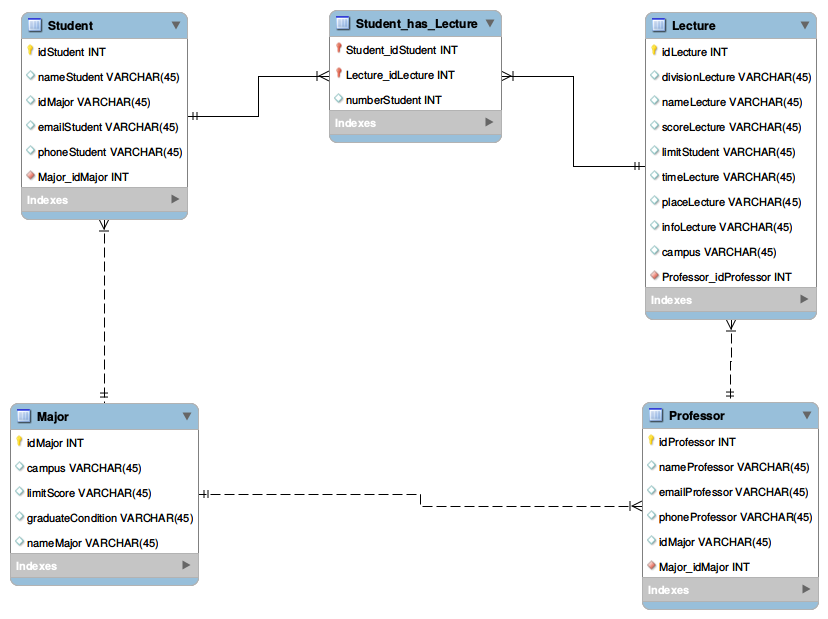 Student
idStudent INT
nameStudent VARCHAR(45)
idMajor VARCHAR(45)
emailStudent VARCHAR(45)
phoneStudent VARCHAR(45)
Major_idMajor INT
Indexes
Student_has_Lecture
Student_idStudent INT
Lecture_idLecture INT
numberStudent INT
Indexes
Lecture
idLecture INT
divisionLecture VARCHAR(45)
nameLecture VARCHAR(45)
scoreLecture VARCHAR(45)
limitStudent VARCHAR(45)
timeLecture VARCHAR(45)
placeLecture VARCHAR(45)
infoLecture VARCHAR(45)
campus VARCHAR(45)
Professor_idProfessor INT
Indexes
Major
idMajor INT
campus VARCHAR(45)
limitScore VARCHAR(45)
graduateCondition VARCHAR(45)
nameMajor VARCHAR(45)
Indexes
Professor
idProfessor INT
nameProfessor VARCHAR(45)
emailProfessor VARCHAR(45)
phoneProfessor VARCHAR(45)
idMajor VARCHAR(45)
Major_idMajor INT
Indexes